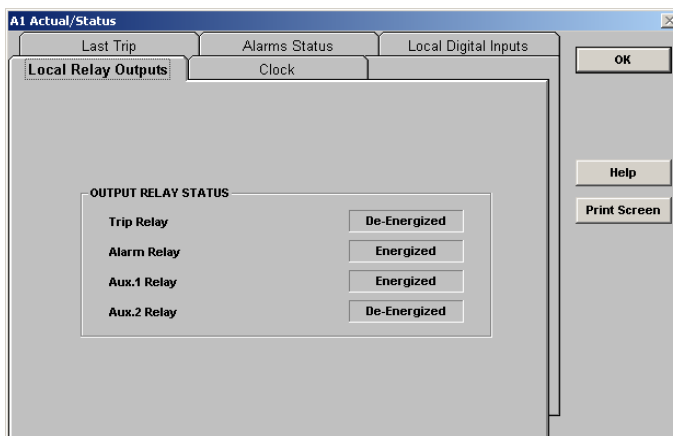 A1 Actual/Status
Last Trip
Alarms Status
Local Digital Inputs
Local Relay Outputs
Clock
OK
Help
Print Screen
OUTPUT RELAY STATUS
Trip Relay De-Energized
Alarm Relay Energized
Aux.1 Relay Energized
Aux.2 Relay De-Energized